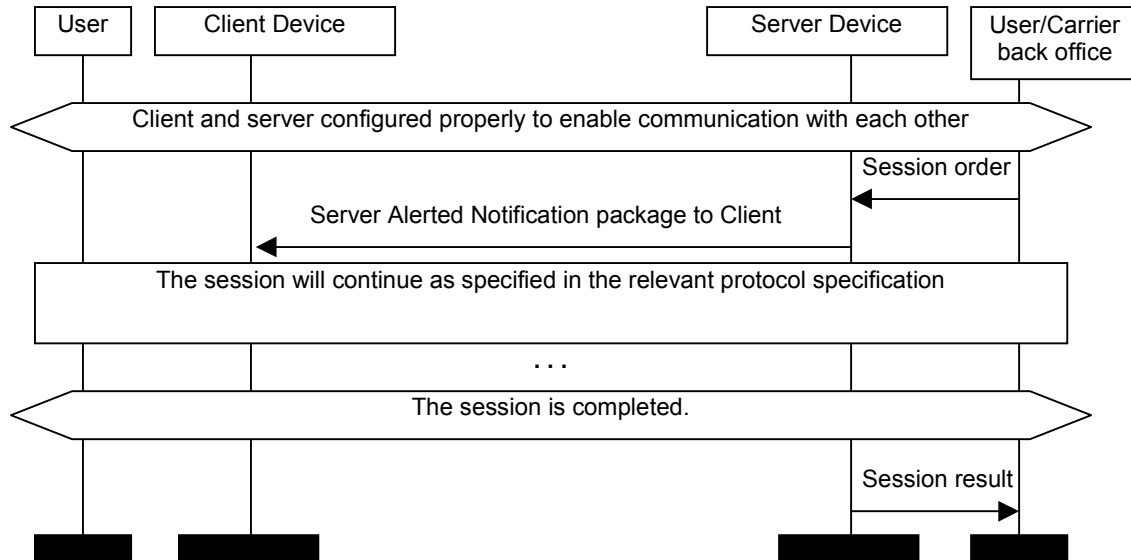 User
Client Device
Server Device
User/Carrier
back office
Client and server configured properly to enable communication with each other
Session order
Server Alerted Notification package to Client
The session will continue as specified in the relevant protocol specification
. . .
The session is completed.
Session result